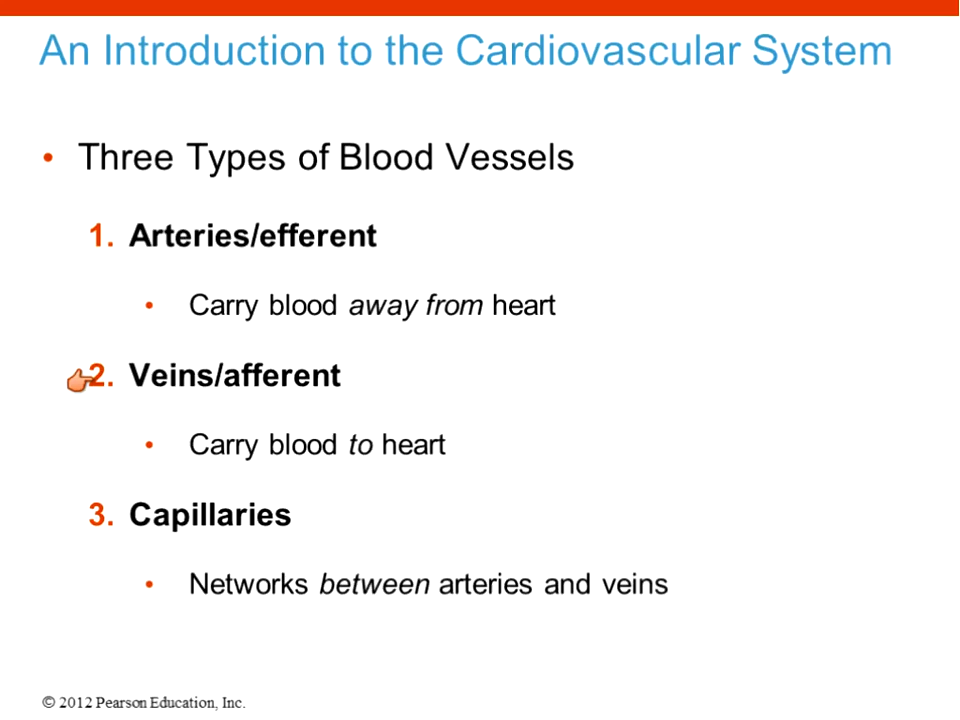 An Introduction to the Cardiovascular System
• Three Types of Blood Vessels
1. Arteries/efferent
• Carry blood away from heart
2. Veins/afferent
• Carry blood to heart
3. Capillaries
• Networks between arteries and veins
© 2012 Pearson Education, Inc.